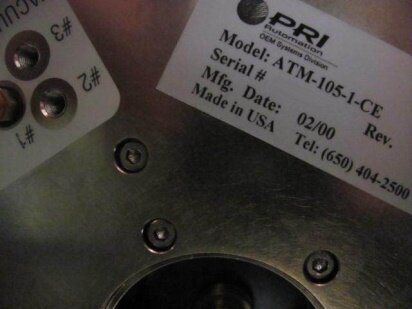 PRI
Automation
OEM Systems Division
Model: ATM-105-1-CE
Serial #
Mfg. Date: 02/00 Rev.
Made in USA Tel: (650) 404-2500
VACUU
#3
#2
#1